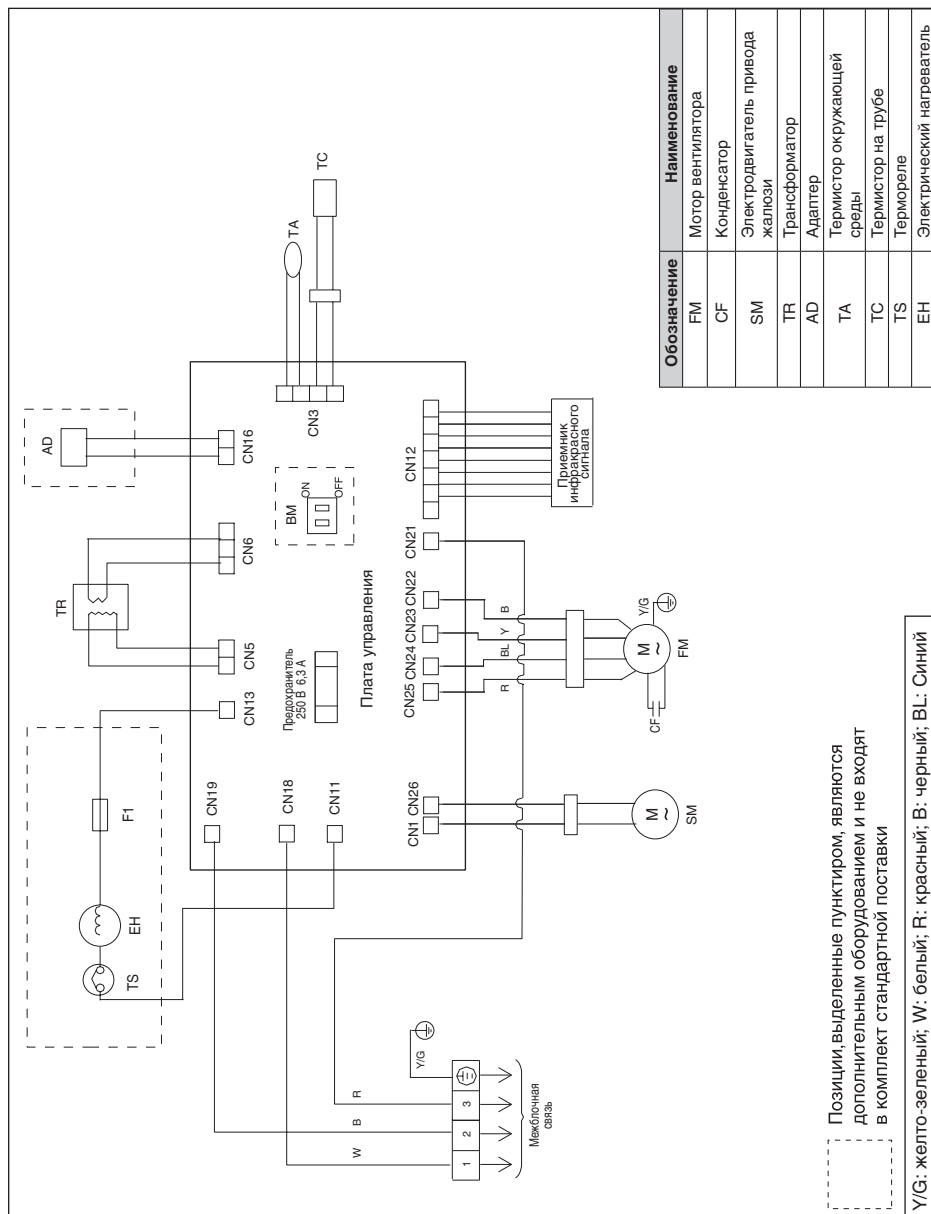 AD
TR
CN16
CN6
CN5
CN13
F1
EH
TS
CN19
CN18
CN11
Предохранитель
250 В 6,3 А
Плата управления
BM
ON
OFF
CN3
TA
TC
CN1
CN26
CN25
CN24
CN23
CN22
CN21
CN12
Приемник
инфракрасного
сигнала
R
BL
Y
B
M
~
SM
CF
M
~
FM
Y/G
W
B
R
Y/G
1
2
3
Межблочная
связь
Обозначение Наименование
FM Мотор вентилятора
CF Конденсатор
SM Электродвигатель привода
жалюзи
TR Трансформатор
AD Адаптер
TA Термистор окружающей
среды
TC Термистор на трубе
TS Термореле
EH Электрический нагреватель
Позиции, выделенные пунктиром, являются
дополнительным оборудованием и не входят
в комплект стандартной поставки
Y/G: желто-зеленый; W: белый; R: красный; B: черный; BL: Синий